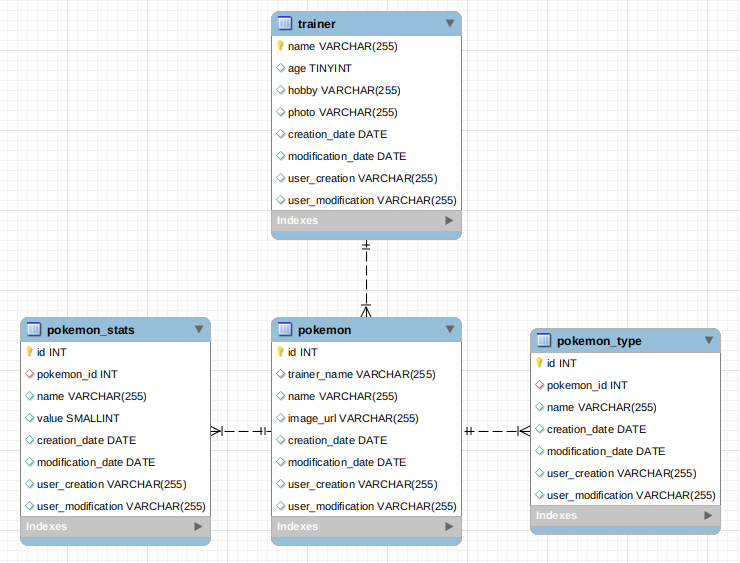 trainer
name VARCHAR(255)
age TINYINT
hobby VARCHAR(255)
photo VARCHAR(255)
creation_date DATE
modification_date DATE
user_creation VARCHAR(255)
user_modification VARCHAR(255)
Indexes
pokemon_stats
id INT
pokemon_id INT
name VARCHAR(255)
value SMALLINT
creation_date DATE
modification_date DATE
user_creation VARCHAR(255)
user_modification VARCHAR(255)
Indexes
pokemon
id INT
trainer_name VARCHAR(255)
name VARCHAR(255)
image_url VARCHAR(255)
creation_date DATE
modification_date DATE
user_creation VARCHAR(255)
user_modification VARCHAR(255)
Indexes
pokemon_type
id INT
pokemon_id INT
name VARCHAR(255)
creation_date DATE
modification_date DATE
user_creation VARCHAR(255)
user_modification VARCHAR(255)
Indexes